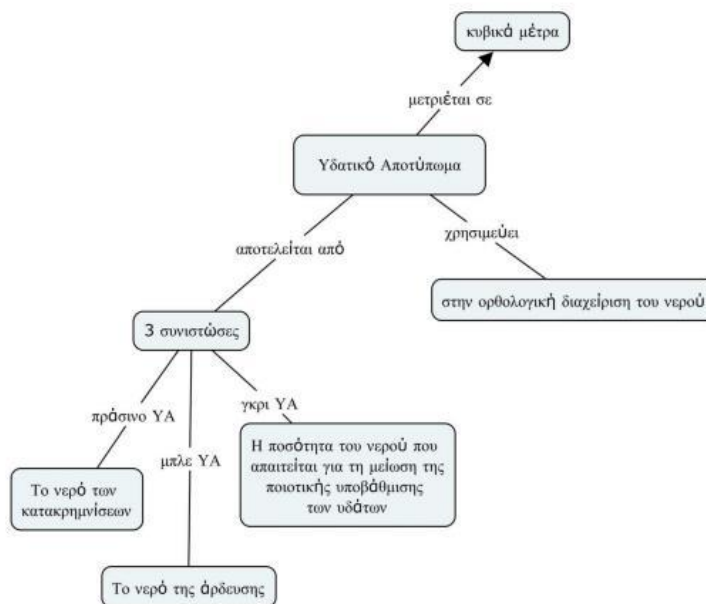 κυβικά μέτρα
μετριέται σε
Υδατικό Αποτύπωμα
χρησιμεύει
αποτελείται από
στην ορθολογική διαχείριση του νερού
3 συνιστώσες
πράσινο ΥΑ
μπλε ΥΑ
γκρι ΥΑ
Το νερό των
κατακρημνίσεων
Η ποσότητα του νερού που
απαιτείται για τη μείωση της
ποιοτικής υποβάθμισης
των υδάτων
Το νερό της άρδευσης